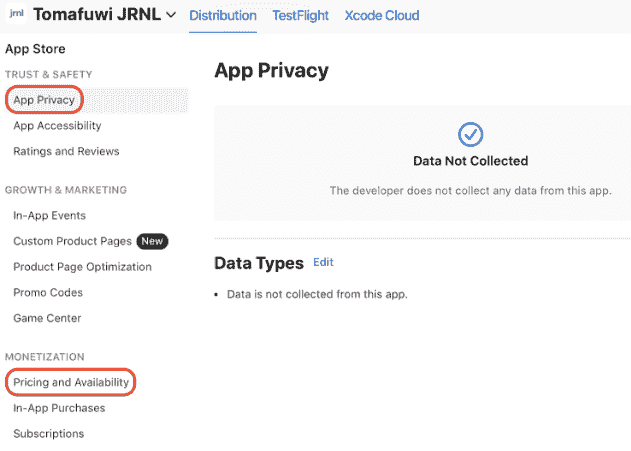 jrnl Tomafuwi JRNL Distribution TestFlight Xcode Cloud
App Store
TRUST & SAFETY
App Privacy
App Accessibility
Ratings and Reviews
GROWTH & MARKETING
In-App Events
Custom Product Pages New
Product Page Optimization
Promo Codes
Game Center
MONETIZATION
Pricing and Availability
In-App Purchases
Subscriptions
App Privacy
Data Not Collected
The developer does not collect any data from this app.
Data Types Edit
• Data is not collected from this app.